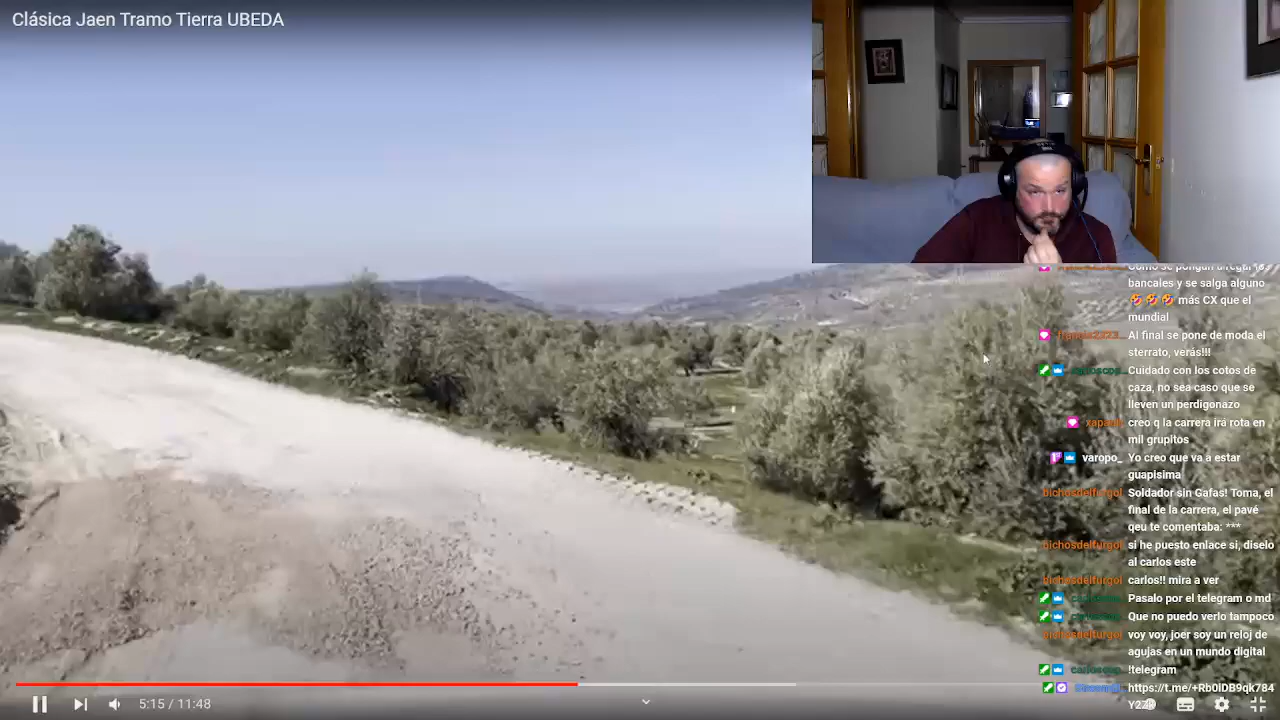 Clásica Jaen Tramo Tierra UBEDA
bancales y se salga alguno
🤣 🤣 🤣 más CX que el
mundial
Al final se pone de moda el
sterrato, verás!!!
Cuidado con los cotos de
caza, no sea caso que se
lleven un perdigonazo
creo q la carrera irá rota en
mil grupitos
varopo_ Yo creo que va a estar
guapisima
bichosdelfurgol Soldador sin Gafas! Toma, el
final de la carrera, el pavé
qeu te comentaba: ***
bichosdelfurgol si he puesto enlace si, diselo
al carlos este
bichosdelfurgol carlos!! mira a ver
Pasalo por el telegram o md
Que no puedo verlo tampoco
bichosdelfurgol voy voy, joer soy un reloj de
agujas en un mundo digital
!telegram
5:15 / 11:48